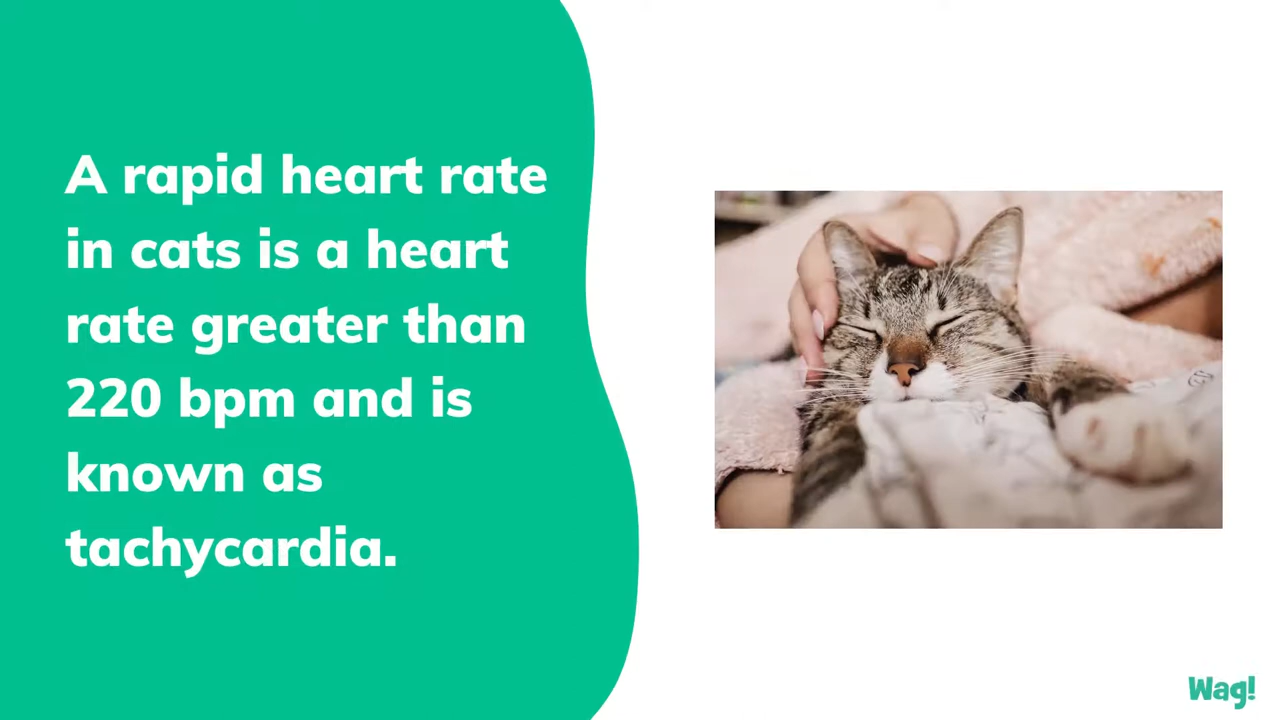 A rapid heart rate
in cats is a heart
rate greater than
220 bpm and is
known as
tachycardia.
Wag!